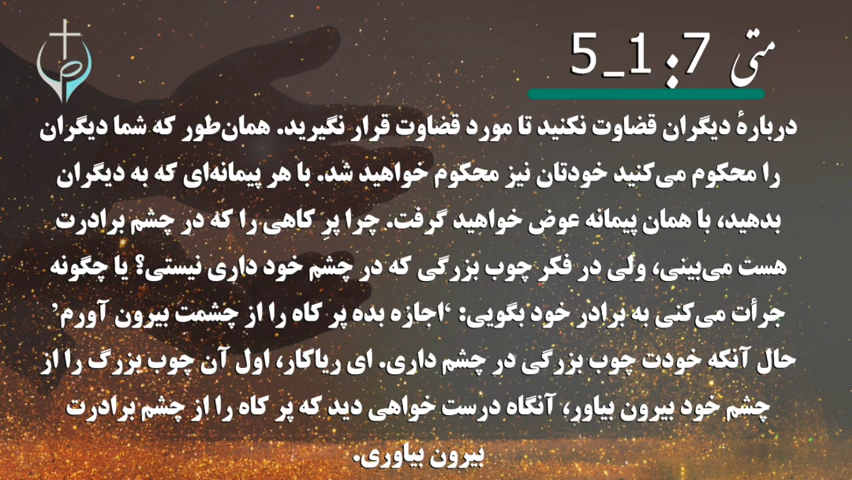 متی 7:1_5
دربارهٔ دیگران قضاوت نکنید تا مورد قضاوت قرار نگیرید. همان‌طور که شما دیگران
را محکوم می‌کنید خودتان نیز محکوم خواهید شد. با هر پیمانه‌ای که به دیگران
بدهید، با همان پیمانه عوض خواهید گرفت. چرا پرِ کاهی را که در چشم برادرت
هست می‌بینی، ولی در فکر چوب بزرگی که در چشم خود داری نیستی؟ یا چگونه
جرأت می‌کنی به برادر خود بگویی: ‘اجازه بده پر کاه را از چشمت بیرون آورم’
حال آنکه خودت چوب بزرگی در چشم داری. ای ریاکار، اول آن چوب بزرگ را از
چشم خود بیرون بیاور، آنگاه درست خواهی دید که پر کاه را از چشم برادرت
بیرون بیاوری.